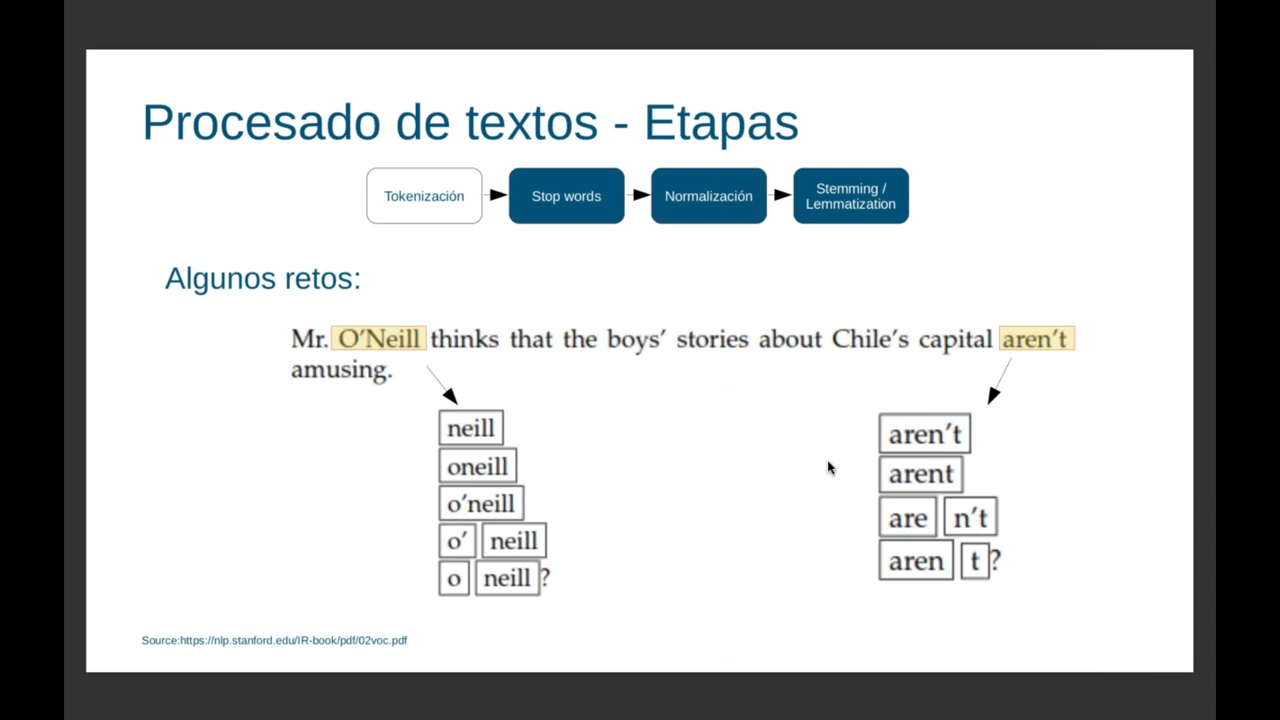 Procesado de textos - Etapas
Tokenización
Stop words
Normalización
Stemming /
Lemmatization
Algunos retos:
Mr. O’Neill thinks that the boys’ stories about Chile’s capital aren’t
amusing.
neill
oneill
o’neill
o’ neill
o neill ?
aren’t
arent
are n’t
aren t ?
Source:https://nlp.stanford.edu/IR-book/pdf/02voc.pdf